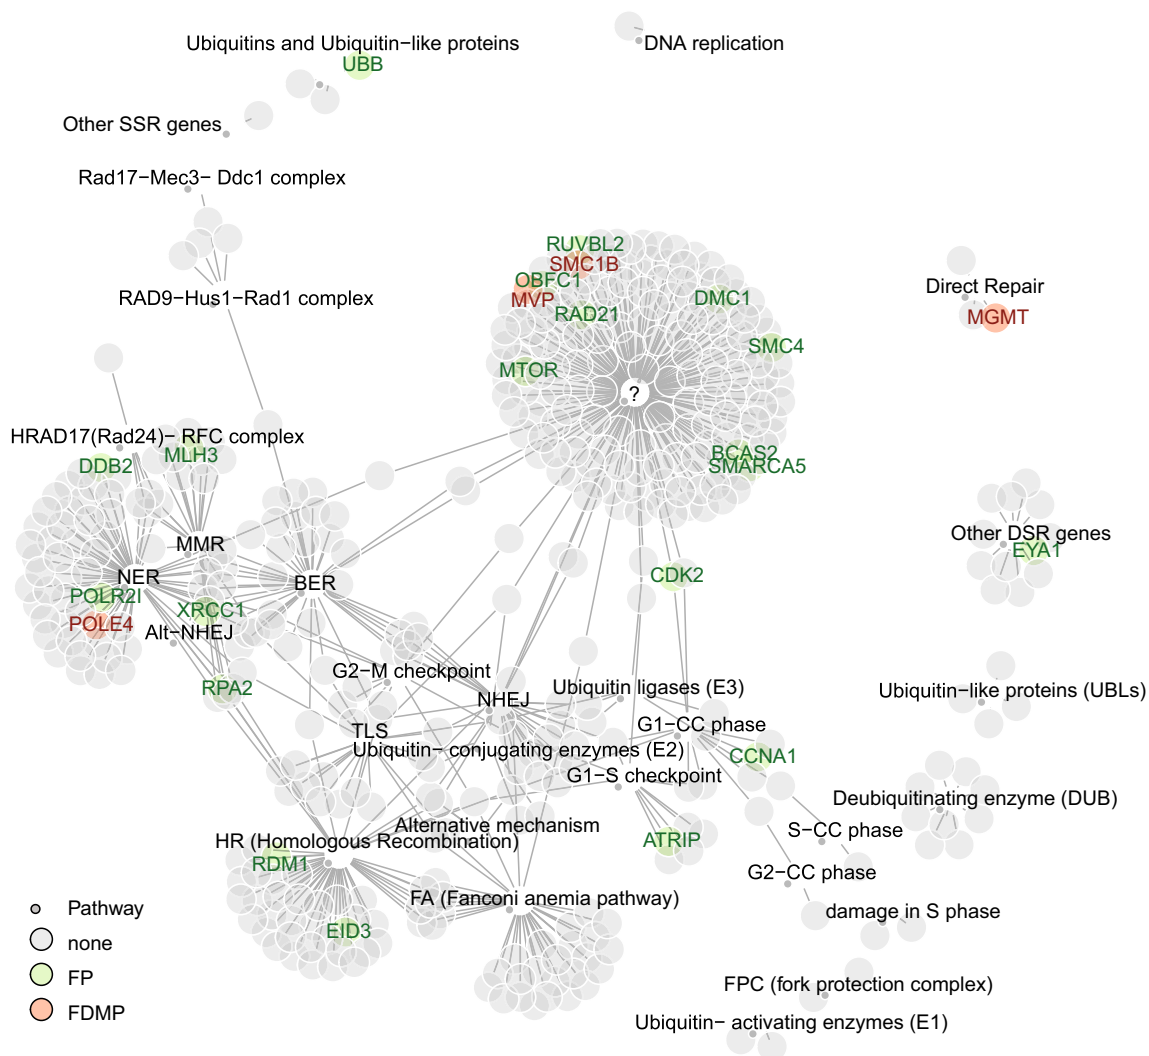 Ubiquitins and Ubiquitin−like proteins
DNA replication
UBB
Other SSR genes
Rad17−Mec3− Ddc1 complex
RUVBL2
SMC1B
OBFC1
MVP
RAD21
DMC1
RAD9−Hus1−Rad1 complex
Direct Repair
MGMT
SMC4
MTOR
?
HRAD17(Rad24)− RFC complex
DDB2
MLH3
BCAS2
SMARCA5
MMR
Other DSR genes
EYA1
NER
BER
CDK2
POLR2I
XRCC1
POLE4
Alt−NHEJ
G2−M checkpoint
RPA2
NHEJ
Ubiquitin ligases (E3)
Ubiquitin−like proteins (UBLs)
TLS
G1−CC phase
Ubiquitin− conjugating enzymes (E2)
CCNA1
G1−S checkpoint
Deubiquitinating enzyme (DUB)
Alternative mechanism
S−CC phase
HR (Homologous Recombination)
ATRIP
RDM1
G2−CC phase
FA (Fanconi anemia pathway)
damage in S phase
EID3
FPC (fork protection complex)
Ubiquitin− activating enzymes (E1)
Pathway
none
FP
FDMP